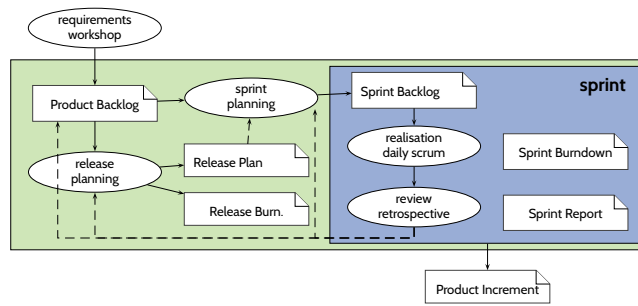 requirements
workshop
sprint
sprint
planning
Product Backlog
Sprint Backlog
realisation
daily scrum
Sprint Burndown
release
planning
Release Plan
Release Burn.
review
retrospective
Sprint Report
Product Increment